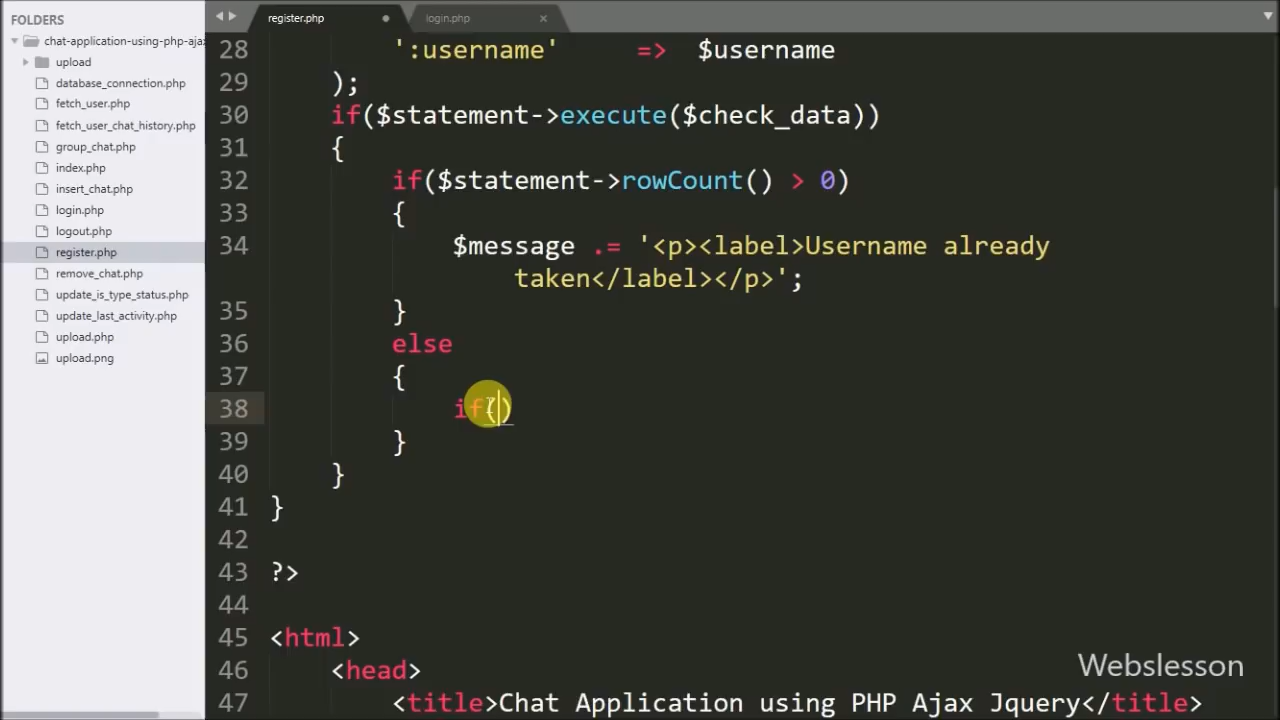 FOLDERS
chat-application-using-php-ajax
upload
database_connection.php
fetch_user.php
fetch_user_chat_history.php
group_chat.php
index.php
insert_chat.php
login.php
logout.php
register.php
remove_chat.php
update_is_type_status.php
update_last_activity.php
upload.php
upload.png
register.php login.php
28 ':username' => $username
29 );
30 if($statement->execute($check_data))
31 {
32 if($statement->rowCount() > 0)
33 {
34 $message .= '<p><label>Username already
taken</label></p>';
35 }
36 else
37 {
38 if()
39 }
40 }
41 }
42
43 ?>
44
45 <html>
46 <head>
47 <title>Chat Application using PHP Ajax Jquery</title>
Webslesson